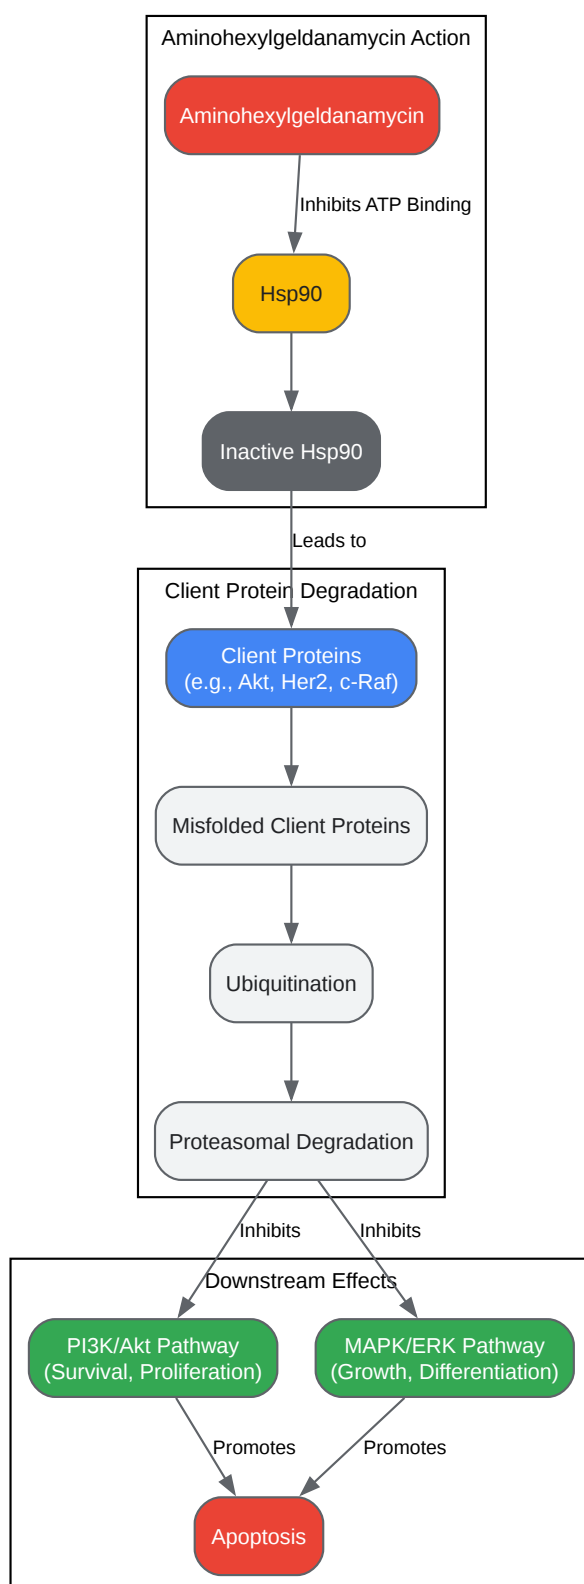 Aminohexylgeldanamycin Action
Aminohexylgeldanamycin
Inhibits ATP Binding
Hsp90
Inactive Hsp90
Leads to
Client Protein Degradation
Client Proteins
(e.g., Akt, Her2, c-Raf)
Misfolded Client Proteins
Ubiquitination
Proteasomal Degradation
Inhibits
Inhibits
Downstream Effects
PI3K/Akt Pathway
(Survival, Proliferation)
MAPK/ERK Pathway
(Growth, Differentiation)
Promotes
Promotes
Apoptosis